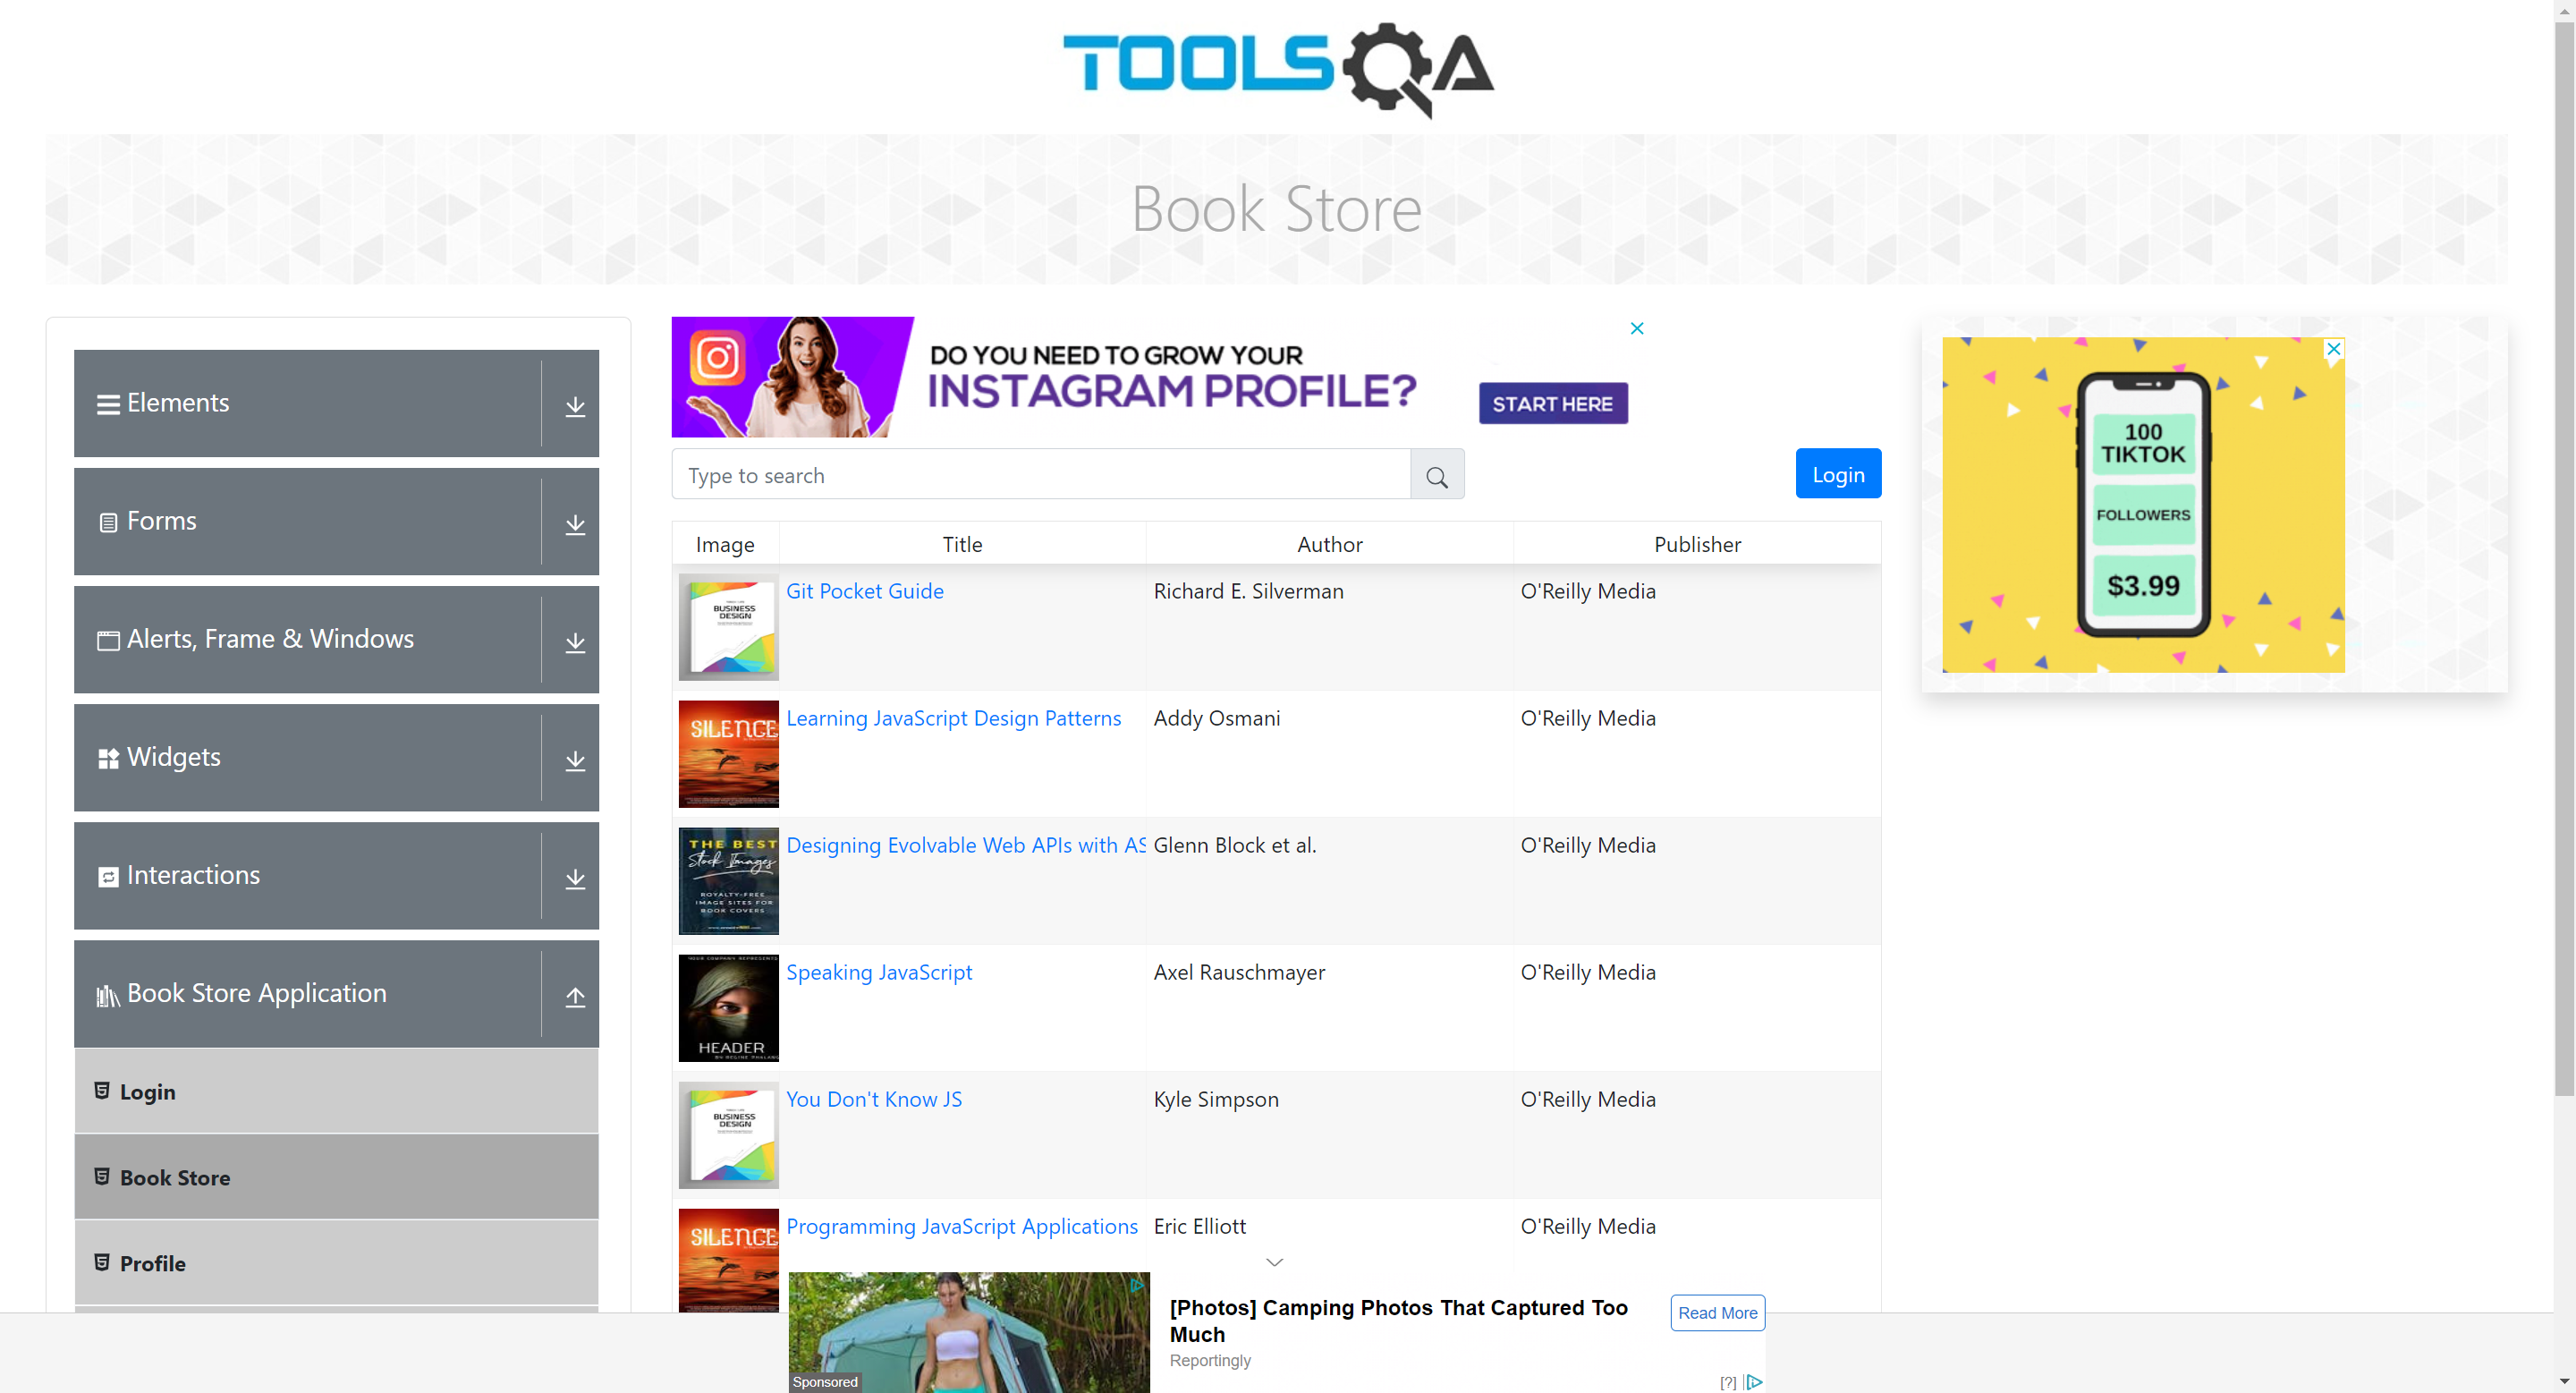 TOOLSQA
Book Store
Elements
Forms
Alerts, Frame & Windows
Widgets
Interactions
Book Store Application
Login
Book Store
Profile
DO YOU NEED TO GROW YOUR
INSTAGRAM PROFILE?
START HERE
Type to search
Login
Image Title Author Publisher
BUSINESS
DESIGN
Git Pocket Guide Richard E. Silverman O'Reilly Media
SILENCE
Learning JavaScript Design Patterns Addy Osmani O'Reilly Media
THE BEST
Stock Images
ROYALTY-FREE
IMAGE SITES FOR
BOOK COVERS
Designing Evolvable Web APIs with AS Glenn Block et al. O'Reilly Media
YOUR COMPANY REPRESENTS
HEADER
Speaking JavaScript Axel Rauschmayer O'Reilly Media
BUSINESS
DESIGN
You Don't Know JS Kyle Simpson O'Reilly Media
SILENCE
Programming JavaScript Applications Eric Elliott O'Reilly Media
100
TIKTOK
FOLLOWERS
$3.99
Sponsored
[Photos] Camping Photos That Captured Too
Much
Reportingly
Read More
[?]